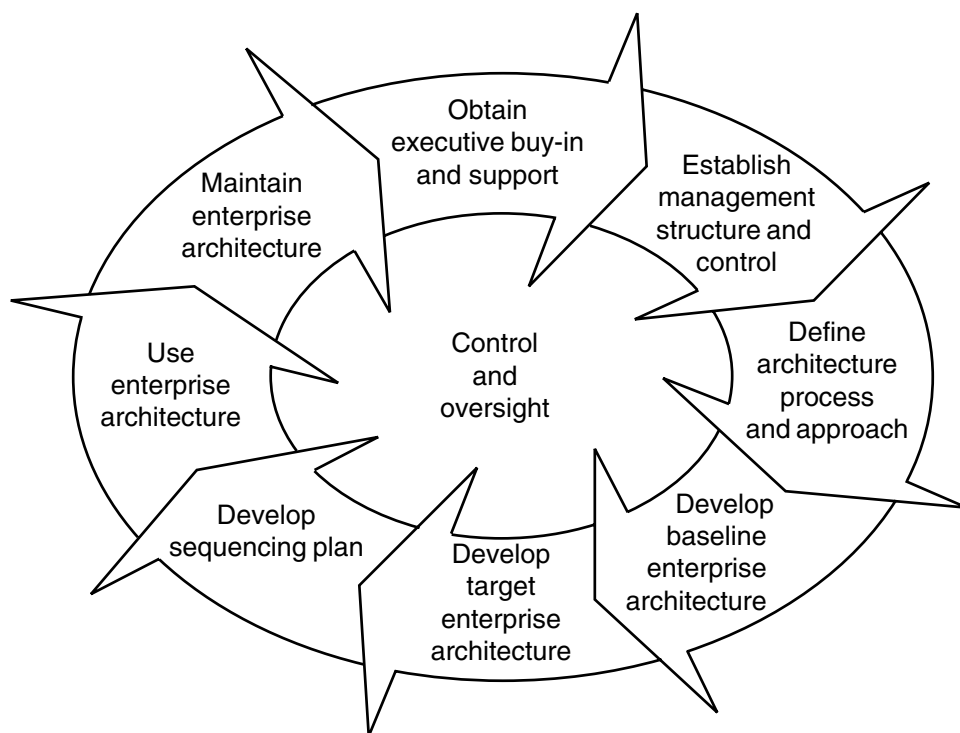 Obtain
executive buy-in
and support
Establish
management
structure and
control
Define
architecture
process
and approach
Develop
baseline
enterprise
architecture
Develop
target
enterprise
architecture
Develop
sequencing plan
Use
enterprise
architecture
Maintain
enterprise
architecture
Control
and
oversight